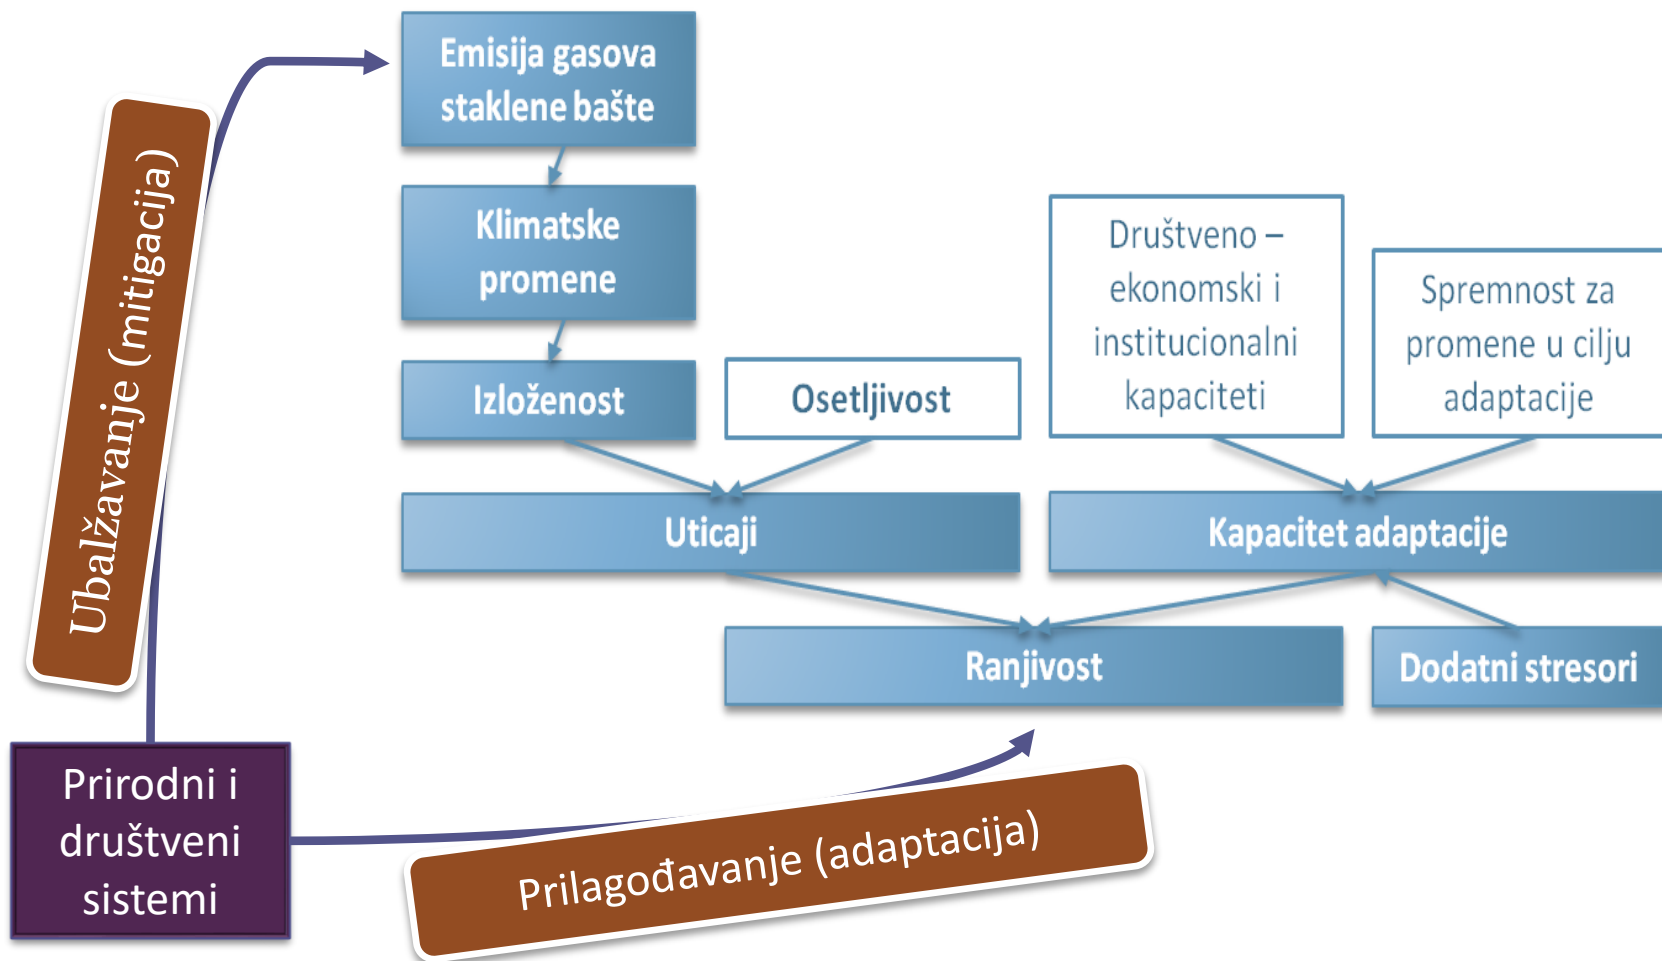 Emisija gasova
staklene bašte
Ubalžavanje (mitigacija)
Klimatske
promene
Društveno –
ekonomski i
institucionalni
kapaciteti
Spremnost za
promene u cilju
adaptacije
Izloženost
Osetljivost
Uticaji
Kapacitet adaptacije
Ranjivost
Dodatni stresori
Prirodni i
društveni
sistemi
Prilagođavanje (adaptacija)